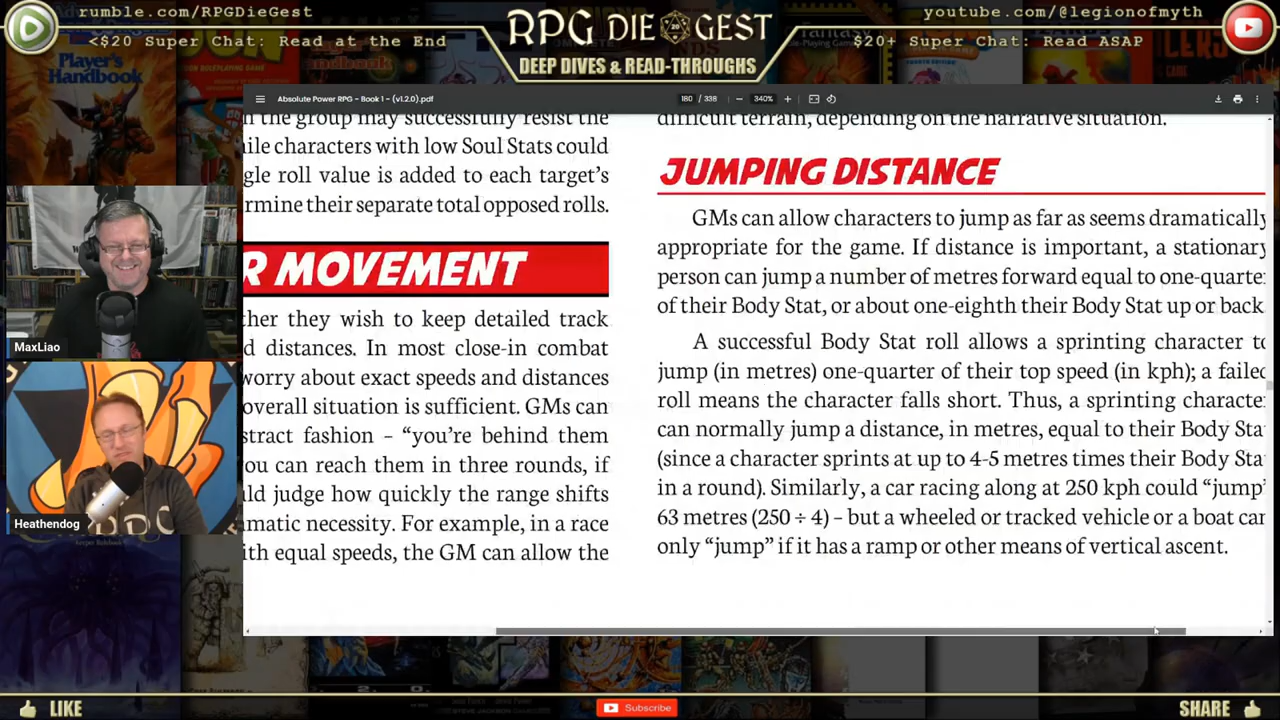 rumble.com/RPGDieGest
<$20 Super Chat: Read at the End
RPG DIE GEST
DEEP DIVES & READ-THROUGHS
youtube.com/@legionofmyth
$20+ Super Chat: Read ASAP
Player's
Handbook
Absolute Power RPG - Book 1 - (v1.2.0).pdf
180 / 338
340%
in the group may successfully resist the
ile characters with low Soul Stats could
gle roll value is added to each target's
rmine their separate total opposed rolls.
R MOVEMENT
ther they wish to keep detailed track
d distances. In most close-in combat
worry about exact speeds and distances
overall situation is sufficient. GMs can
stract fashion – “you're behind them
ou can reach them in three rounds, if
ld judge how quickly the range shifts
amatic necessity. For example, in a race
ith equal speeds, the GM can allow the
difficult terrain, depending on the narrative situation.
JUMPING DISTANCE
GMs can allow characters to jump as far as seems dramatically
appropriate for the game. If distance is important, a stationary
person can jump a number of metres forward equal to one-quarte
of their Body Stat, or about one-eighth their Body Stat up or back
A successful Body Stat roll allows a sprinting character to
jump (in metres) one-quarter of their top speed (in kph); a failed
roll means the character falls short. Thus, a sprinting characte
can normally jump a distance, in metres, equal to their Body Sta
(since a character sprints at up to 4-5 metres times their Body Sta
in a round). Similarly, a car racing along at 250 kph could “jump”
63 metres (250 ÷ 4) – but a wheeled or tracked vehicle or a boat can
only “jump” if it has a ramp or other means of vertical ascent.
MaxLiao
Heathendog
LIKE
Subscribe
SHARE